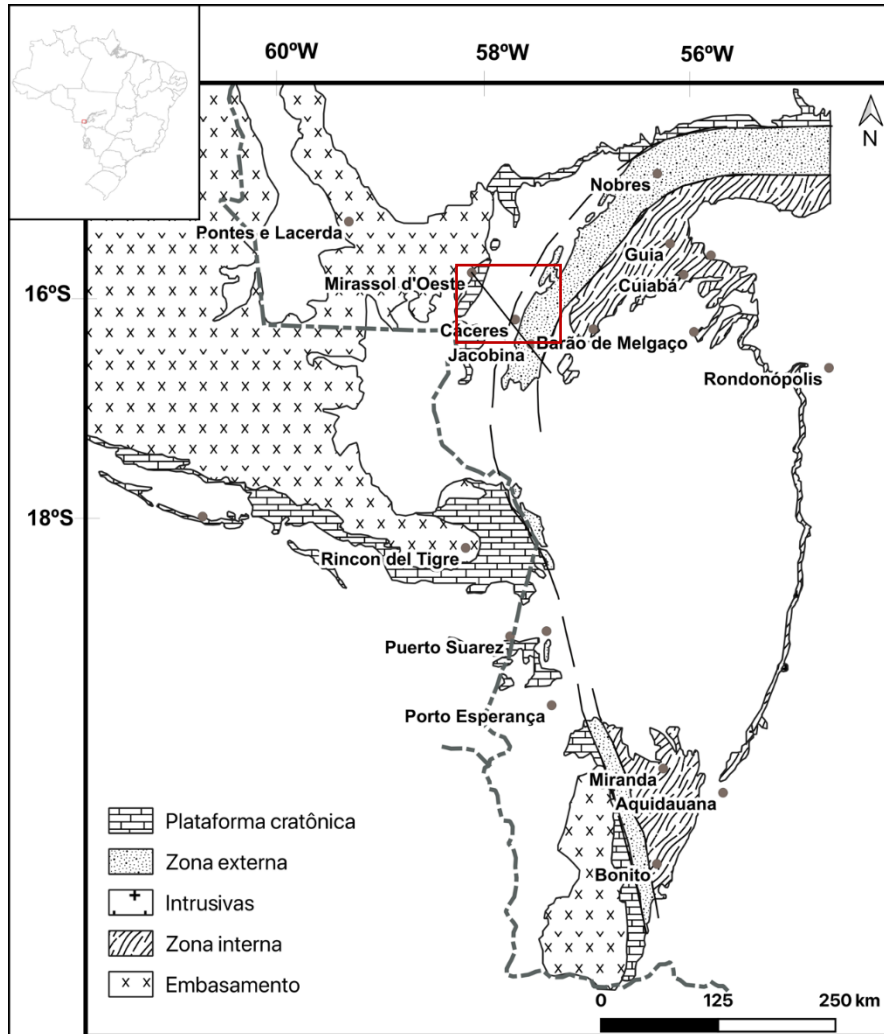 60ºW 58ºW 56ºW
N
Nobres
Pontes e Lacerda
Guia
Mirassol d'Oeste
Cuiabá
16ºS
Cáceres
Barão de Melgaço
Jacobina
Rondonópolis
18ºS
Rincon del Tigre
Puerto Suarez
Porto Esperança
Miranda
Aquidauana
Bonito
Plataforma cratônica
Zona externa
Intrusivas
Zona interna
Embasamento
0 125 250 km